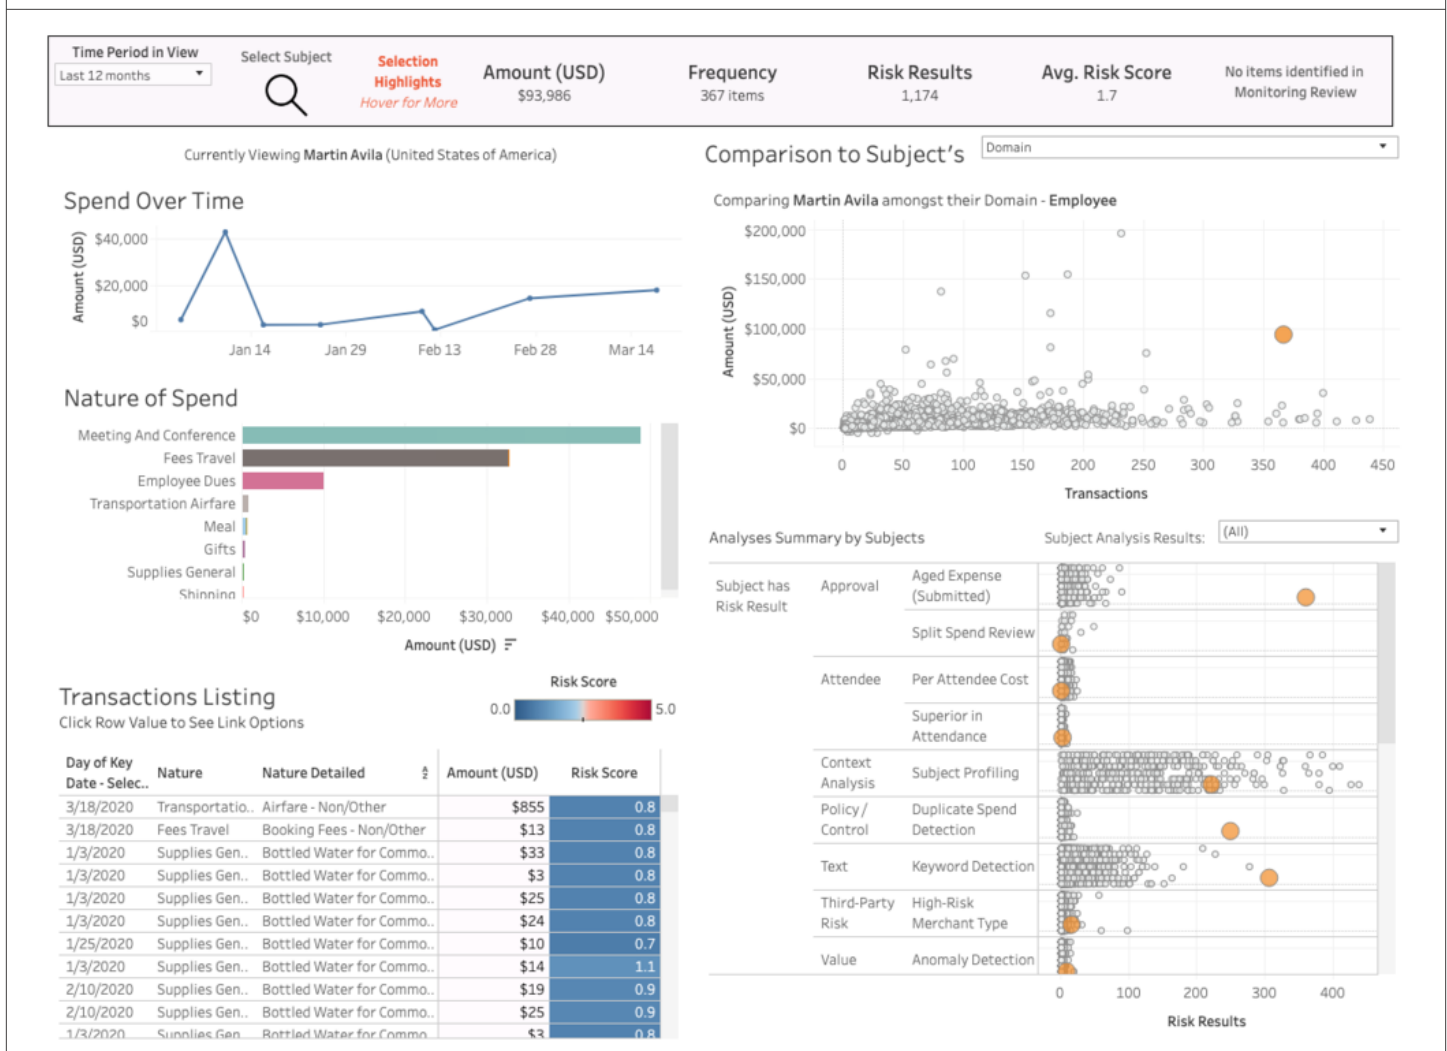 Time Period in View
Last 12 months
Select Subject
Selection
Highlights
Hover for More
Amount (USD)
$93,986
Frequency
367 items
Risk Results
1,174
Avg. Risk Score
1.7
No items identified in
Monitoring Review
Currently Viewing Martin Avila (United States of America)
Spend Over Time
Amount (USD)
$40,000
$20,000
$0
Jan 14
Jan 29
Feb 13
Feb 28
Mar 14
Nature of Spend
Meeting And Conference
Fees Travel
Employee Dues
Transportation Airfare
Meal
Gifts
Supplies General
Shipping
$0
$10,000
$20,000
$30,000
$40,000
$50,000
Amount (USD)
Transactions Listing
Click Row Value to See Link Options
Risk Score
0.0
5.0
Day of Key
Date - Selec..
Nature
Nature Detailed
Amount (USD)
Risk Score
3/18/2020 Transportatio.. Airfare - Non/Other $855 0.8
3/18/2020 Fees Travel Booking Fees - Non/Other $13 0.8
1/3/2020 Supplies Gen.. Bottled Water for Commo.. $33 0.8
1/3/2020 Supplies Gen.. Bottled Water for Commo.. $3 0.8
1/3/2020 Supplies Gen.. Bottled Water for Commo.. $25 0.8
1/3/2020 Supplies Gen.. Bottled Water for Commo.. $24 0.8
1/25/2020 Supplies Gen.. Bottled Water for Commo.. $10 0.7
1/3/2020 Supplies Gen.. Bottled Water for Commo.. $14 1.1
2/10/2020 Supplies Gen.. Bottled Water for Commo.. $19 0.9
2/10/2020 Supplies Gen.. Bottled Water for Commo.. $25 0.9
1/3/2020 Supplies Gen Bottled Water for Commo $3 0.8
Comparison to Subject's
Domain
Comparing Martin Avila amongst their Domain - Employee
Amount (USD)
$200,000
$150,000
$100,000
$50,000
$0
0
50
100
150
200
250
300
350
400
450
Transactions
Analyses Summary by Subjects
Subject Analysis Results:
(All)
Subject has
Risk Result
Approval
Aged Expense
(Submitted)
Split Spend Review
Attendee
Per Attendee Cost
Superior in
Attendance
Context
Analysis
Subject Profiling
Policy /
Control
Duplicate Spend
Detection
Text
Keyword Detection
Third-Party
Risk
High-Risk
Merchant Type
Value
Anomaly Detection
0
100
200
300
400
Risk Results